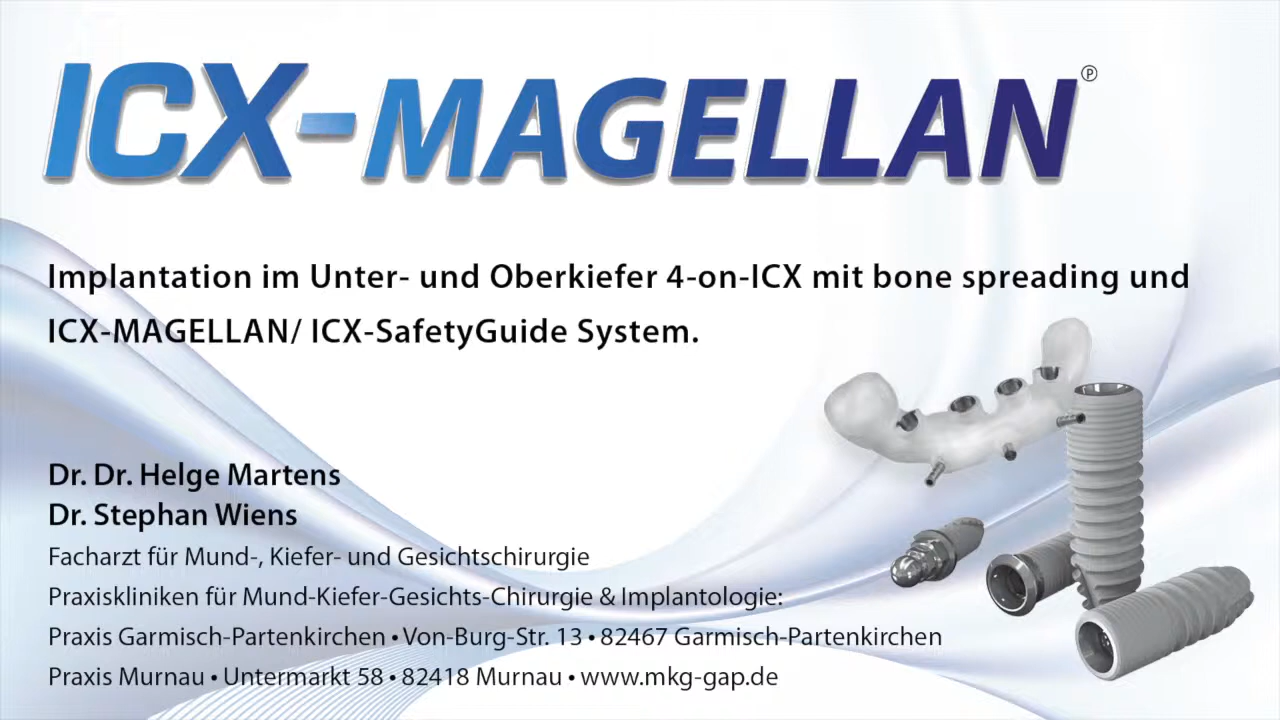 ICX-MAGELLAN℗
Implantation im Unter- und Oberkiefer 4-on-ICX mit bone spreading und
ICX-MAGELLAN/ ICX-SafetyGuide System.
Dr. Dr. Helge Martens
Dr. Stephan Wiens
Facharzt für Mund-, Kiefer- und Gesichtschirurgie
Praxiskliniken für Mund-Kiefer-Gesichts-Chirurgie & Implantologie:
Praxis Garmisch-Partenkirchen • Von-Burg-Str. 13 • 82467 Garmisch-Partenkirchen
Praxis Murnau • Untermarkt 58 • 82418 Murnau • www.mkg-gap.de